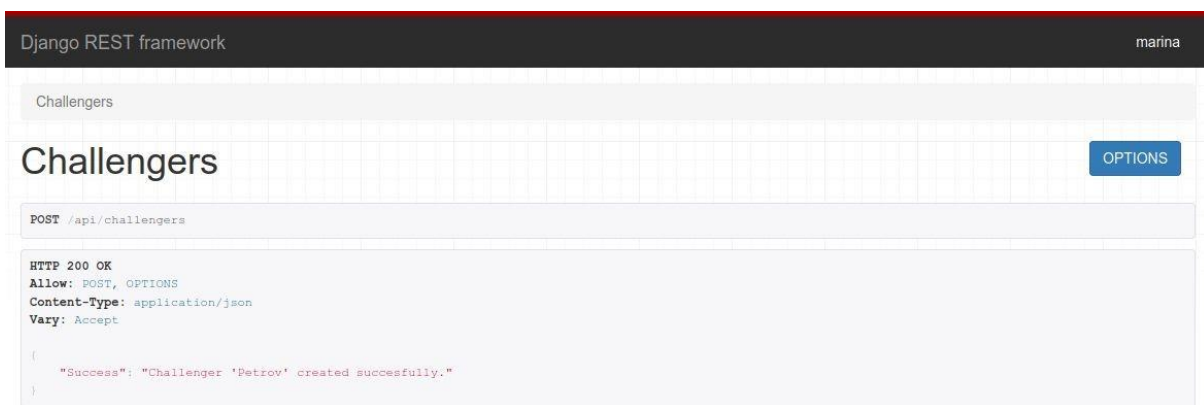 Django REST framework
marina
Challengers
Challengers
OPTIONS
POST /api/challengers
HTTP 200 OK
Allow: POST, OPTIONS
Content-Type: application/json
Vary: Accept
{
"Success": "Challenger 'Petrov' created succesfully."
}